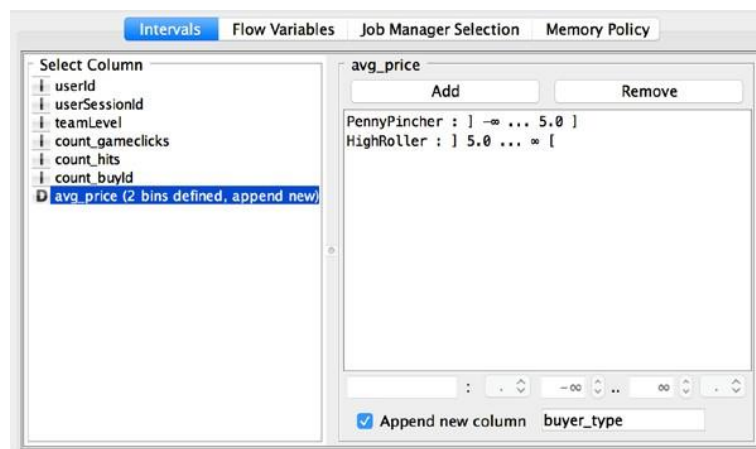 Intervals Flow Variables Job Manager Selection Memory Policy
Select Column
I userId
I userSessionId
I teamLevel
I count_gameclicks
I count_hits
I count_buyId
D avg_price (2 bins defined, append new)
avg_price
Add Remove
PennyPincher : ] -∞ ... 5.0 ]
HighRoller : ] 5.0 ... ∞ [
: . -∞ .. ∞ .
Append new column buyer_type